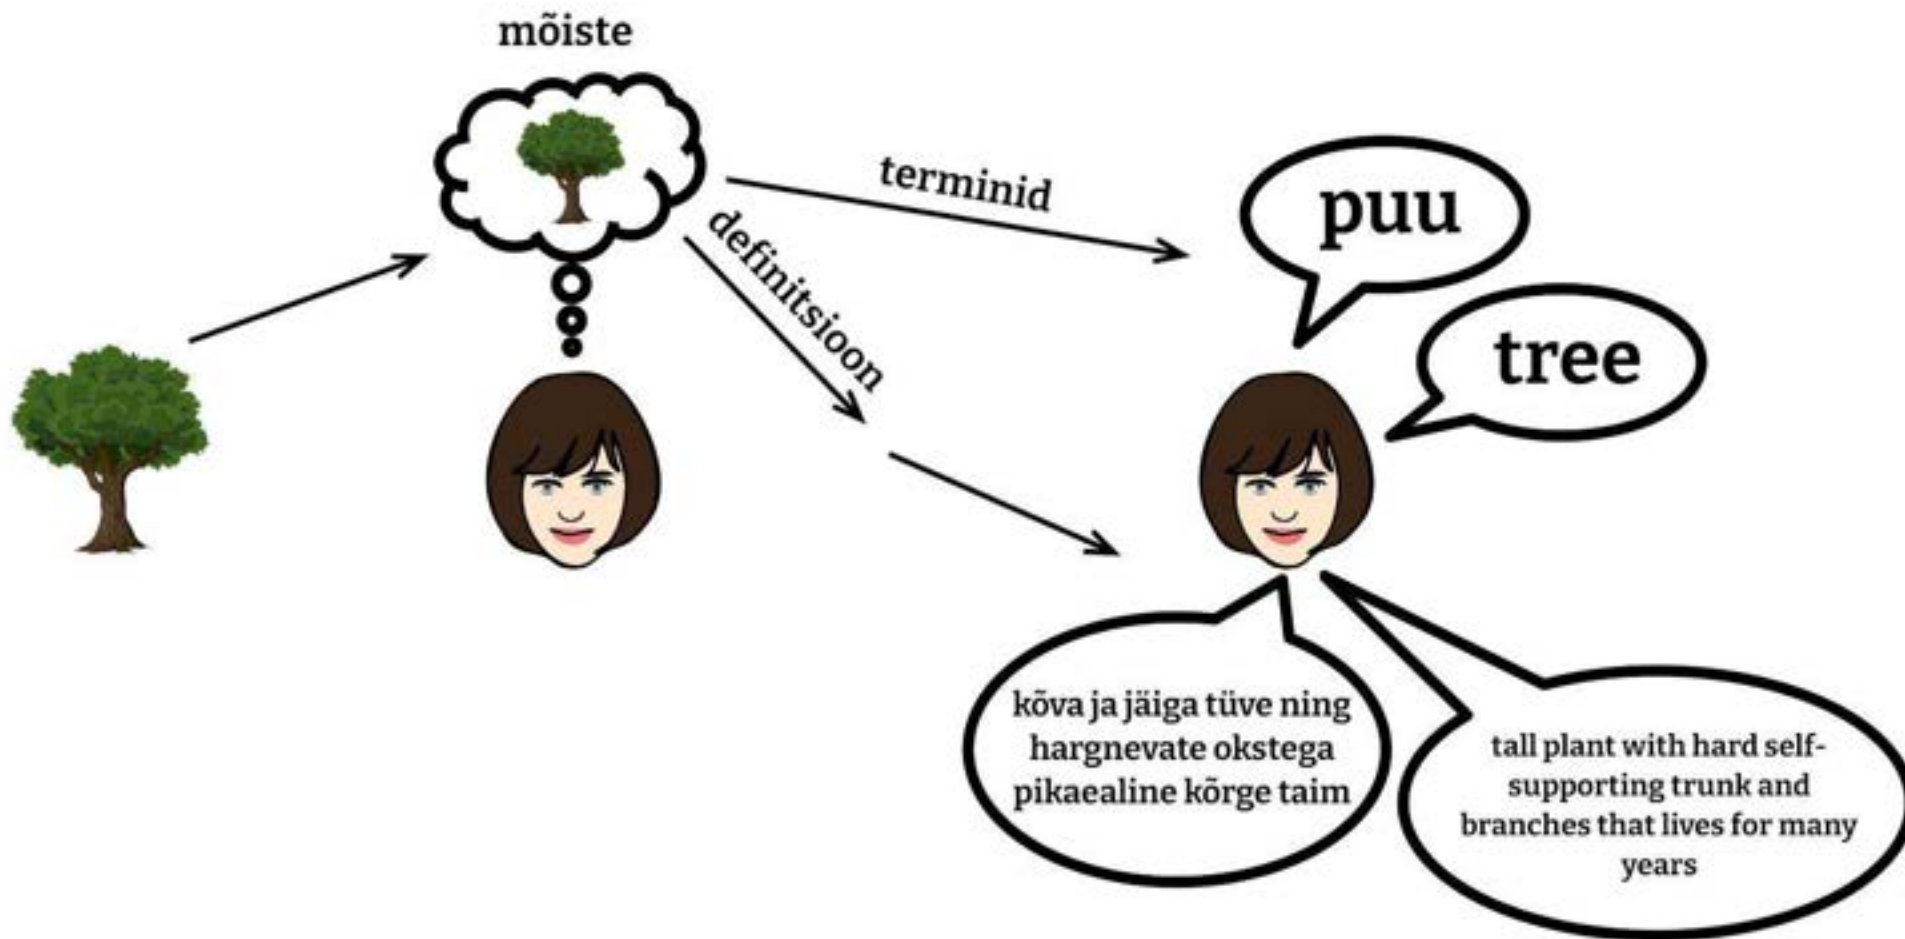 mõiste
terminid
definitsioon
puu
tree
kõva ja jäiga tüve ning
hargnevate okstega
pikaealine kõrge taim
tall plant with hard self-
supporting trunk and
branches that lives for many
years